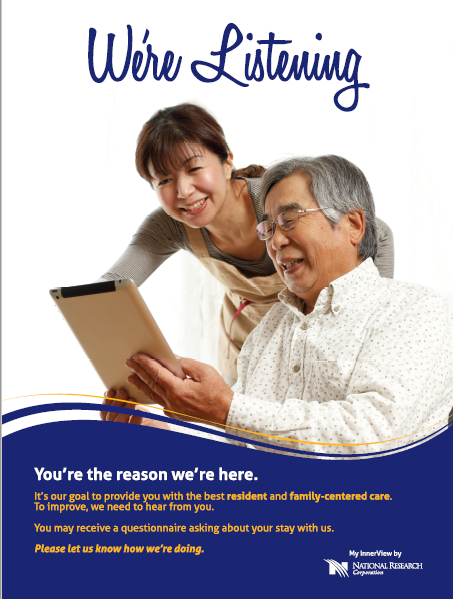 We're Listening
You're the reason we're here.
It's our goal to provide you with the best resident and family-centered care.
To improve, we need to hear from you.
You may receive a questionnaire asking about your stay with us.
Please let us know how we're doing.
My InnerView by
NATIONAL RESEARCH
Corporation